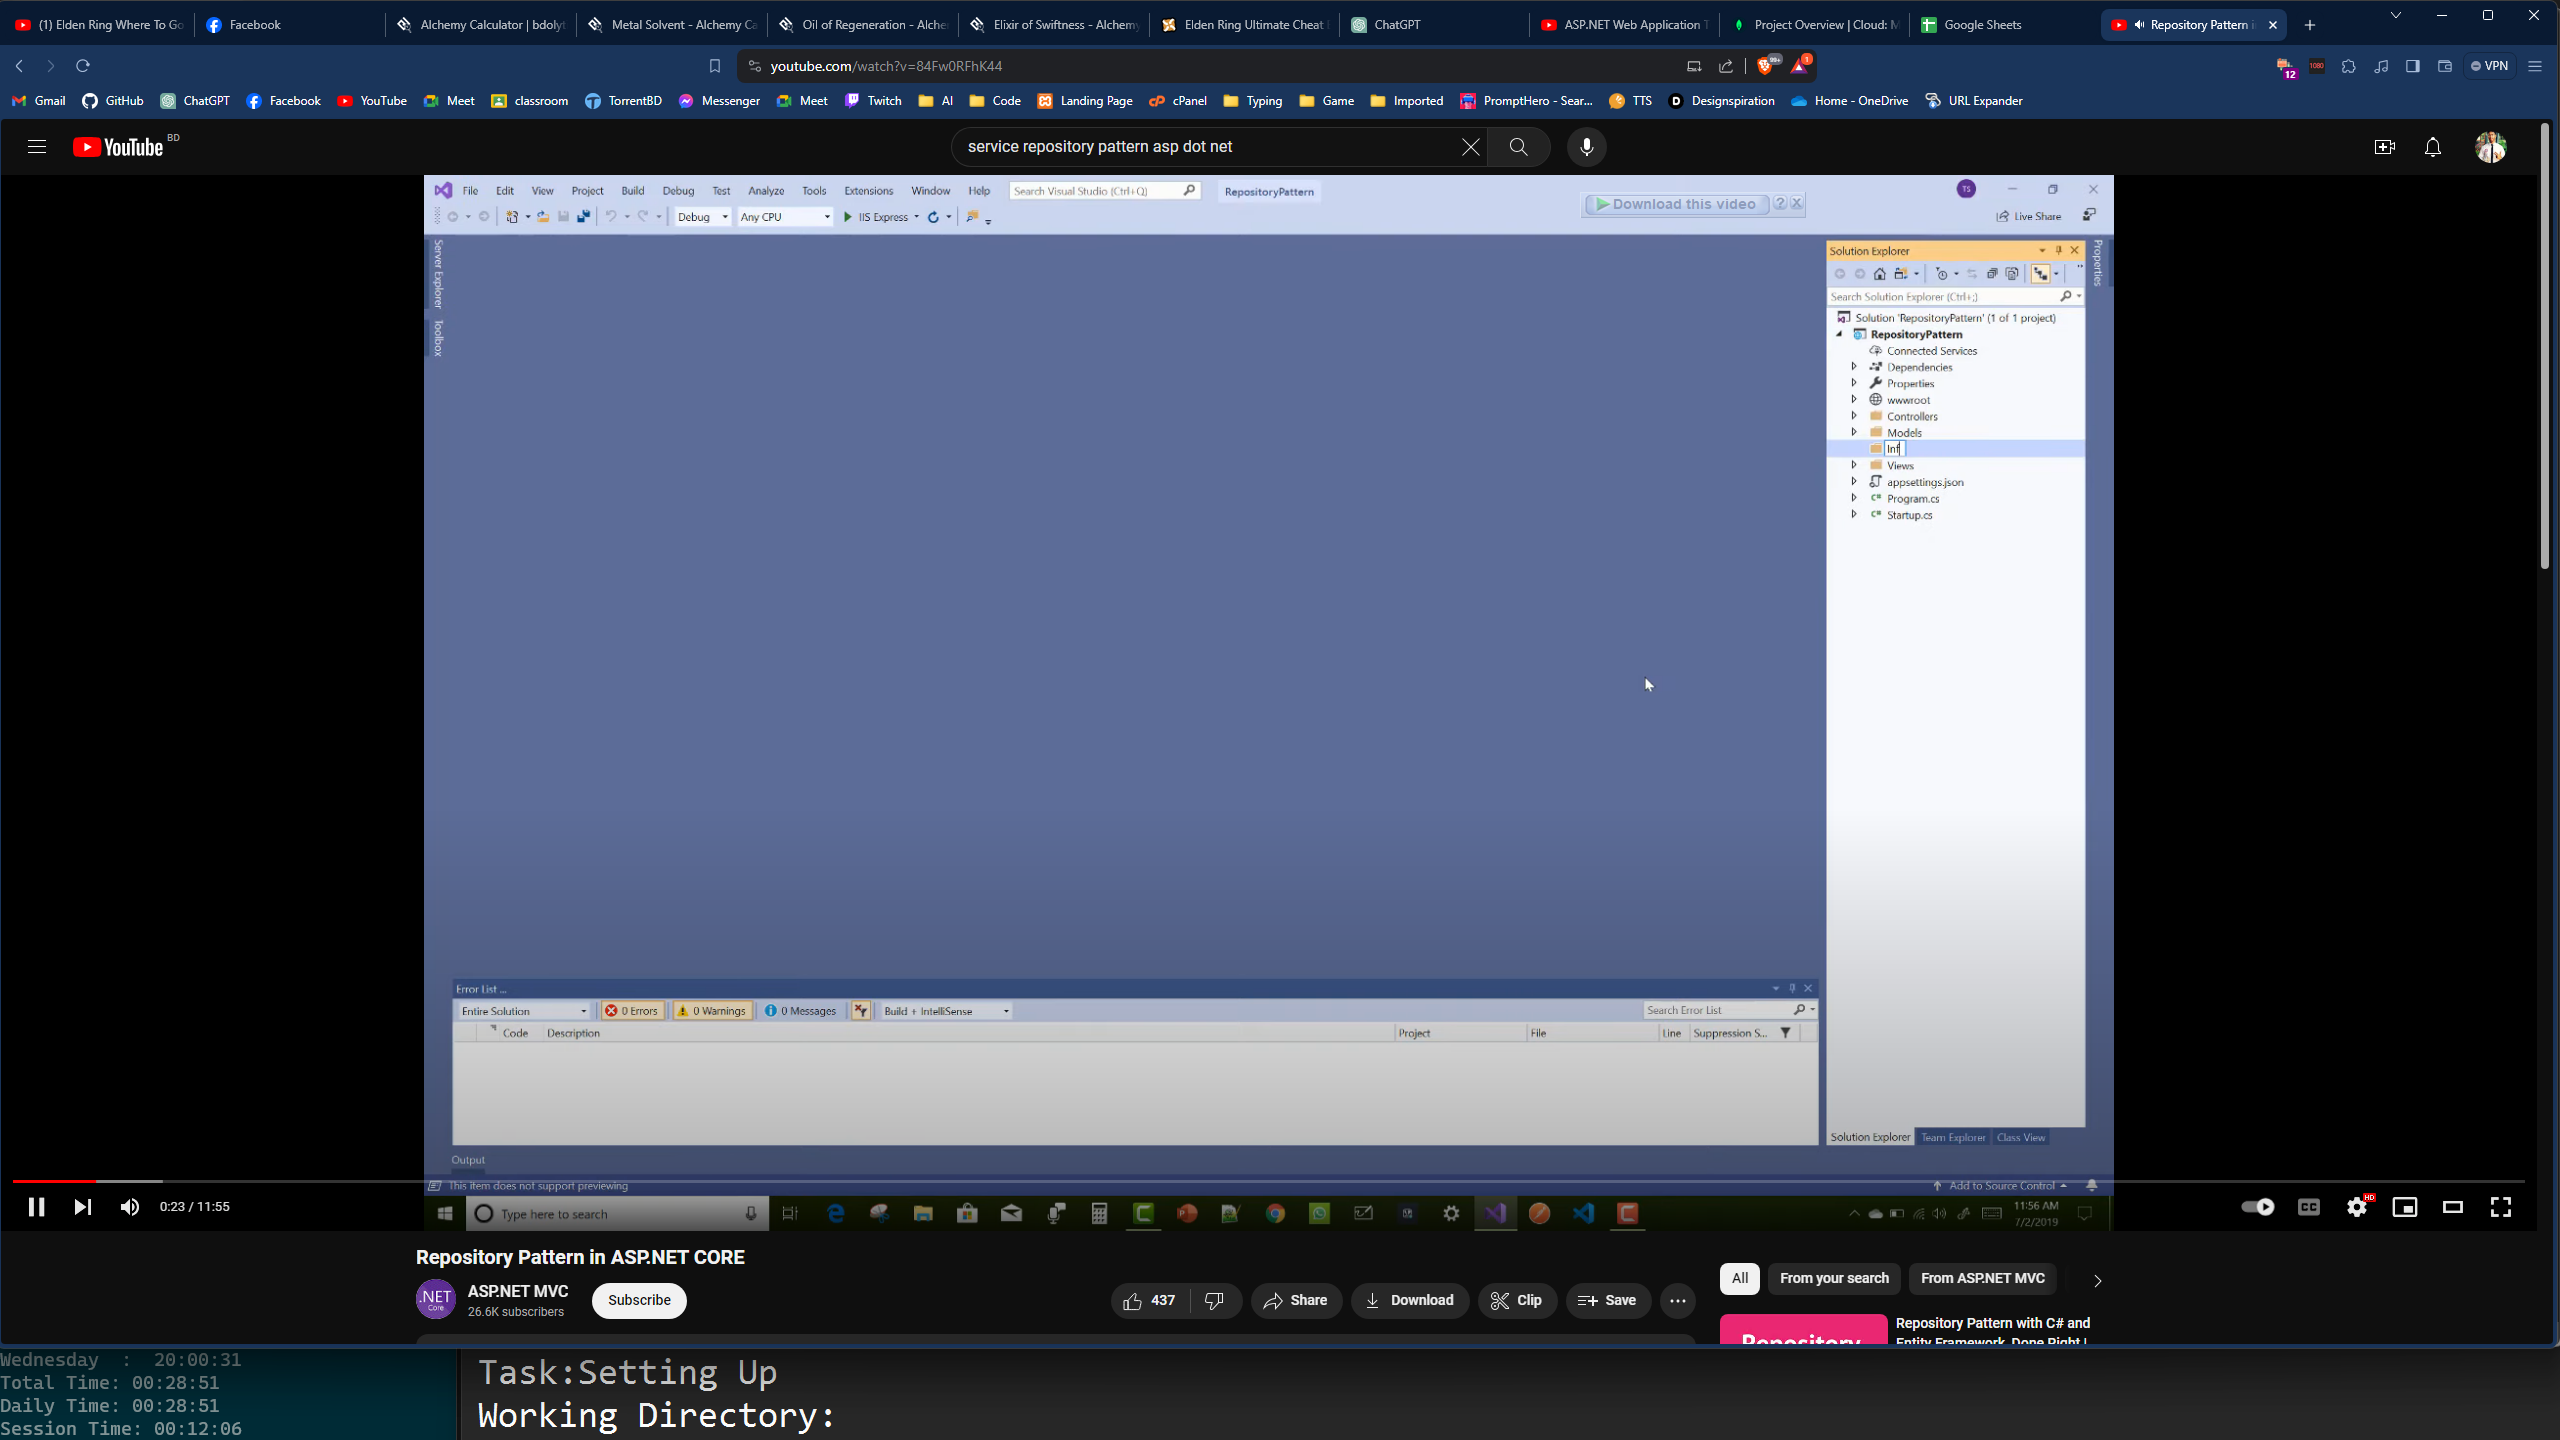 (1) Elden Ring Where To Go
Facebook
Alchemy Calculator | bdolyt
Metal Solvent - Alchemy Ca
Oil of Regeneration - Alche
Elixir of Swiftness - Alchemy
Elden Ring Ultimate Cheat
ChatGPT
ASP.NET Web Application T
Project Overview | Cloud: M
Google Sheets
Repository Pattern i
youtube.com/watch?v=84Fw0RFhK44
99+
1
12
1080
VPN
Gmail
GitHub
ChatGPT
Facebook
YouTube
Meet
classroom
TorrentBD
Messenger
Meet
Twitch
AI
Code
Landing Page
cPanel
Typing
Game
Imported
PromptHero - Sear...
TTS
Designspiration
Home - OneDrive
URL Expander
YouTube BD
service repository pattern asp dot net
File Edit View Project Build Debug Test Analyze Tools Extensions Window Help
Search Visual Studio (Ctrl+Q)
RepositoryPattern
TS
Download this video
Debug
Any CPU
IIS Express
Live Share
Server Explorer
Toolbox
Properties
Solution Explorer
Search Solution Explorer (Ctrl+;)
Solution 'RepositoryPattern' (1 of 1 project)
RepositoryPattern
Connected Services
Dependencies
Properties
wwwroot
Controllers
Models
Inf
Views
appsettings.json
Program.cs
Startup.cs
Error List ...
Entire Solution
0 Errors
0 Warnings
0 Messages
Build + IntelliSense
Search Error List
Code
Description
Project
File
Line
Suppression S...
Solution Explorer
Team Explorer
Class View
Output
This item does not support previewing
Add to Source Control
Type here to search
11:56 AM
7/2/2019
0:23 / 11:55
CC
HD
Repository Pattern in ASP.NET CORE
.NET
Core
ASP.NET MVC
26.6K subscribers
Subscribe
437
Share
Download
Clip
Save
All
From your search
From ASP.NET MVC
Repository
Repository Pattern with C# and
Entity Framework, Done Right |
Wednesday : 20:00:31
Total Time: 00:28:51
Daily Time: 00:28:51
Session Time: 00:12:06
Task:Setting Up
Working Directory: